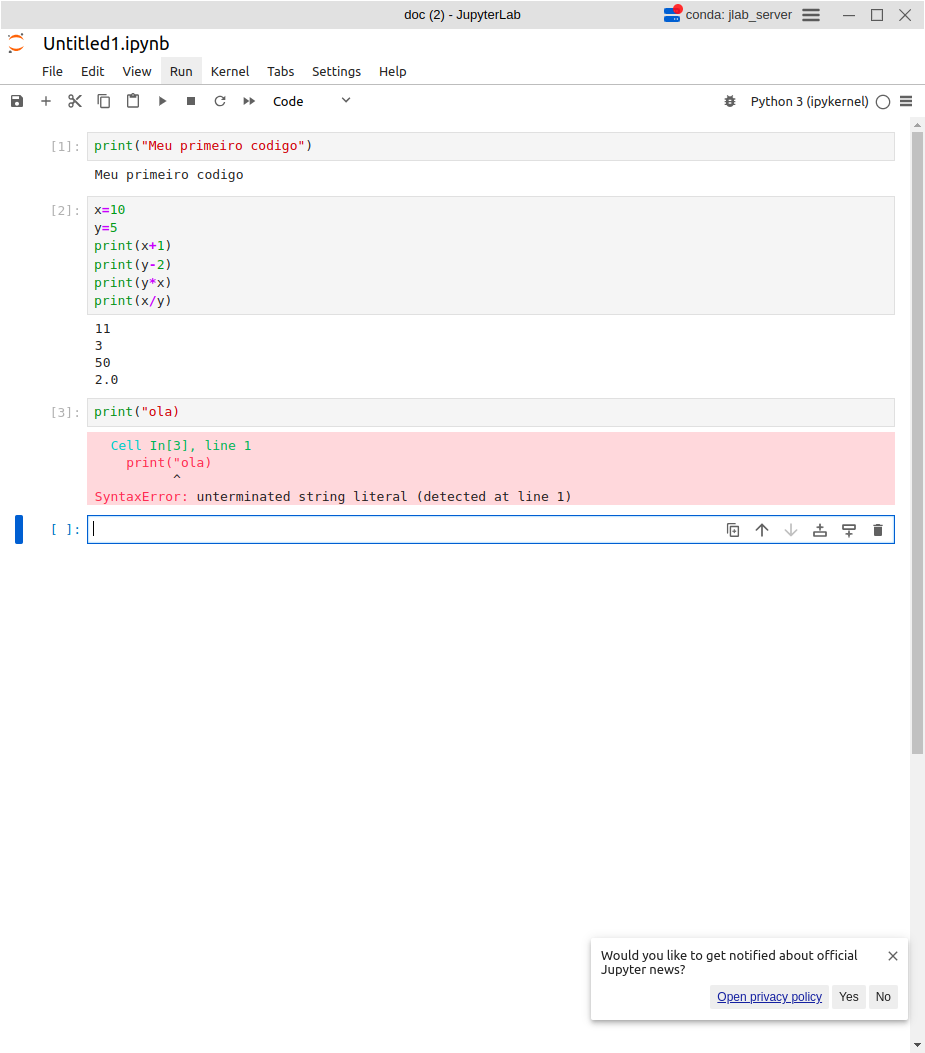 doc (2) - JupyterLab
conda: jlab_server
Untitled1.ipynb
File Edit View Run Kernel Tabs Settings Help
Code
Python 3 (ipykernel)
[1]: print("Meu primeiro codigo")
Meu primeiro codigo
[2]: x=10
y=5
print(x+1)
print(y-2)
print(y*x)
print(x/y)
11
3
50
2.0
[3]: print("ola)
Cell In[3], line 1
print("ola)
^
SyntaxError: unterminated string literal (detected at line 1)
[ ]:
Would you like to get notified about official
Jupyter news?
Open privacy policy Yes No